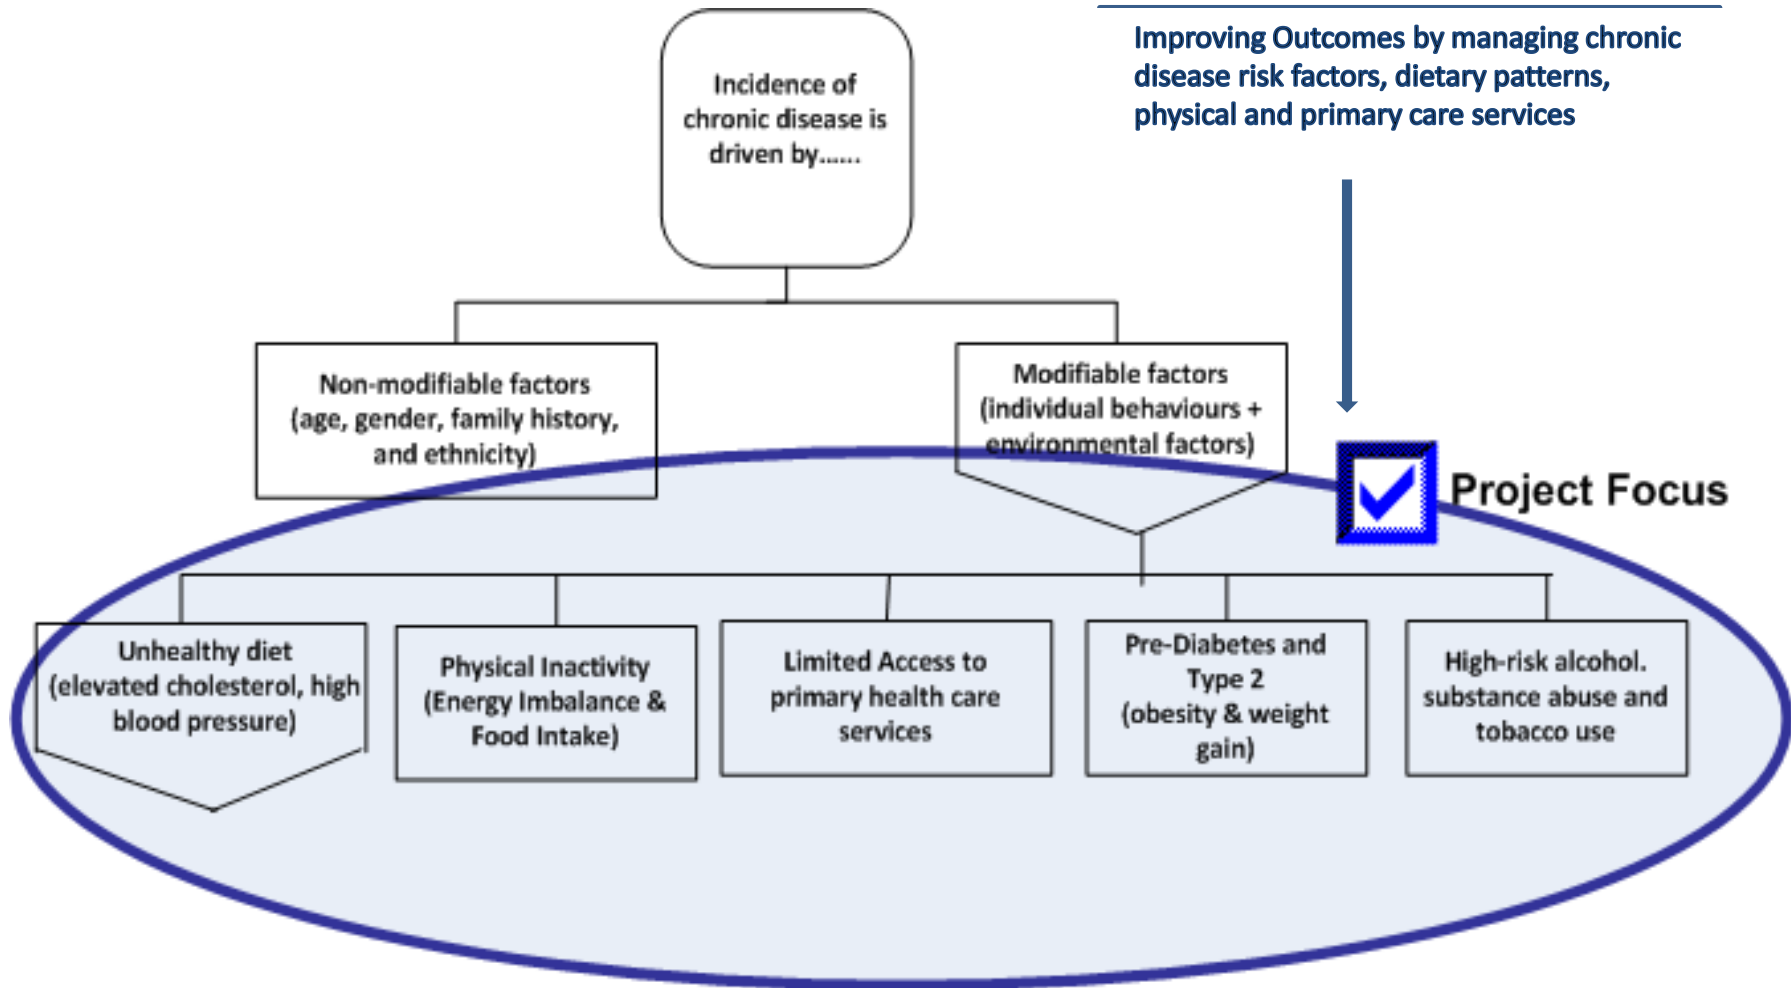 Improving Outcomes by managing chronic
disease risk factors, dietary patterns,
physical and primary care services
Incidence of
chronic disease is
driven by......
Non-modifiable factors
(age, gender, family history,
and ethnicity)
Modifiable factors
(individual behaviours +
environmental factors)
Project Focus
Unhealthy diet
(elevated cholesterol, high
blood pressure)
Physical Inactivity
(Energy Imbalance &
Food Intake)
Limited Access to
primary health care
services
Pre-Diabetes and
Type 2
(obesity & weight
gain)
High-risk alcohol.
substance abuse and
tobacco use